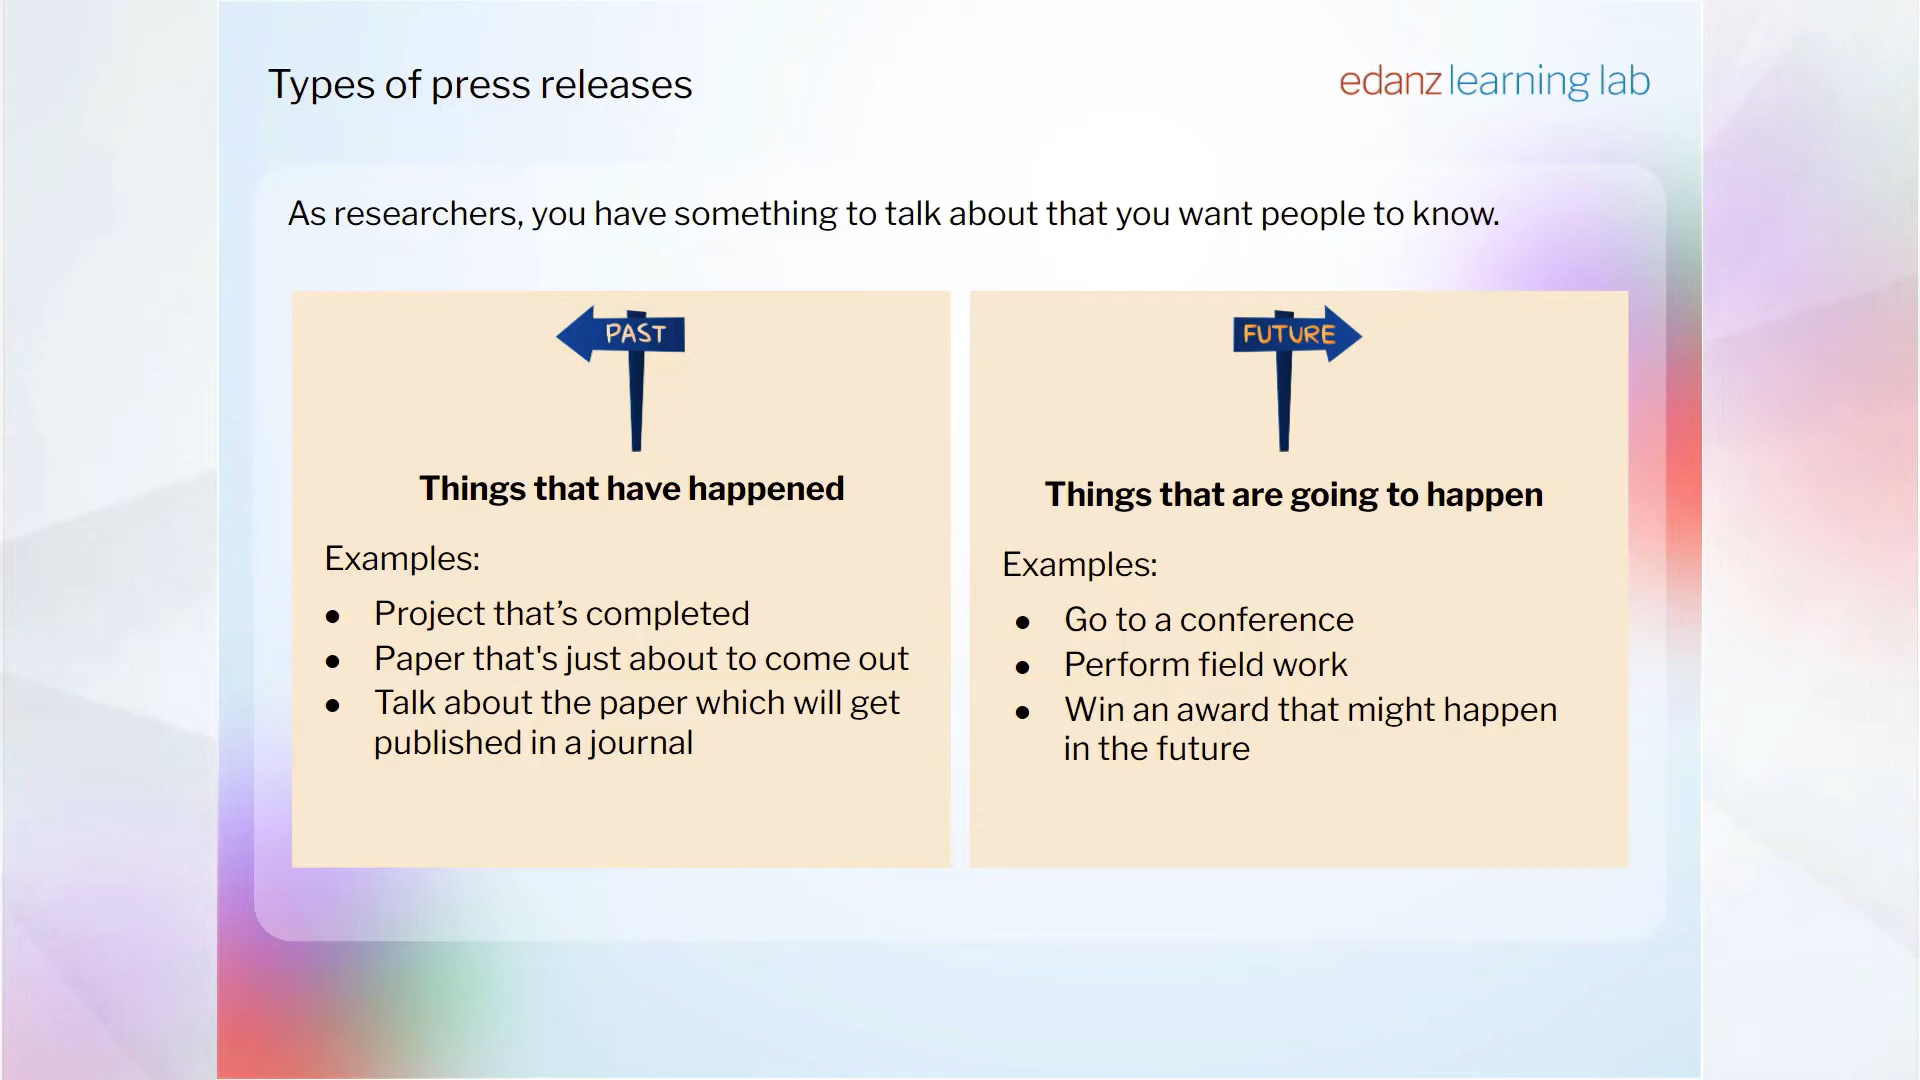 Types of press releases
edanz learning lab
As researchers, you have something to talk about that you want people to know.
PAST
Things that have happened
Examples:
● Project that’s completed
● Paper that's just about to come out
● Talk about the paper which will get
published in a journal
FUTURE
Things that are going to happen
Examples:
● Go to a conference
● Perform field work
● Win an award that might happen
in the future